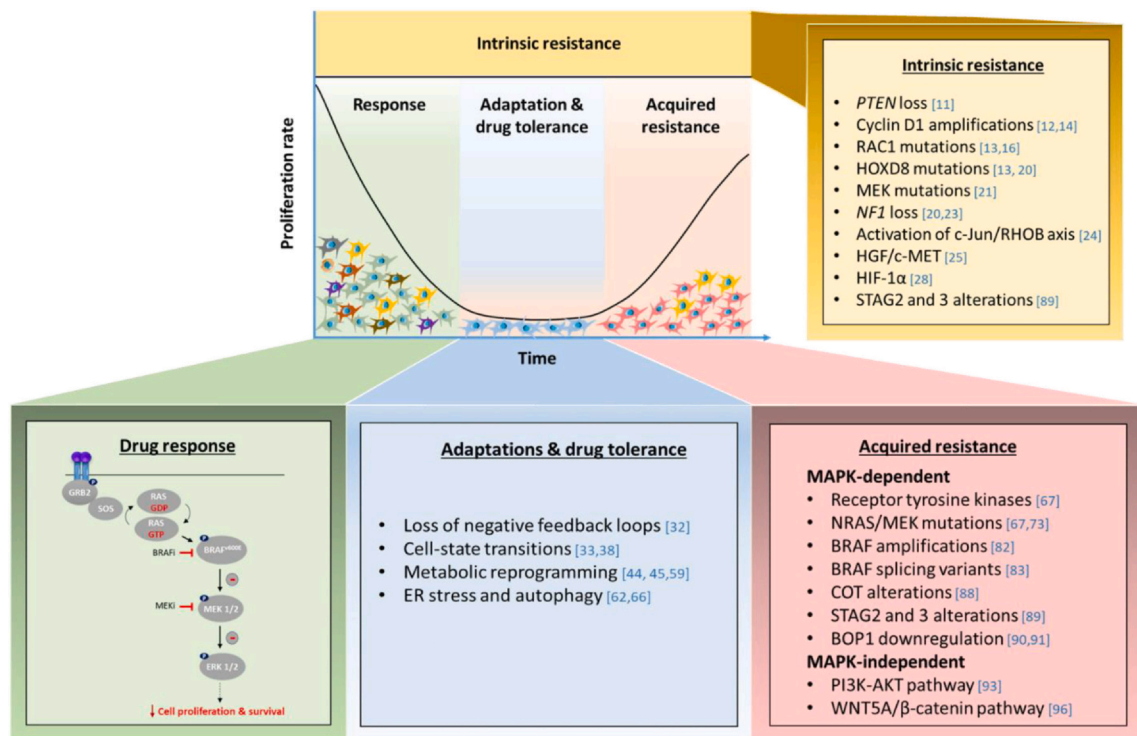 Intrinsic resistance
Response
Adaptation &
drug tolerance
Acquired
resistance
Proliferation rate
Time
Intrinsic resistance
• PTEN loss [11]
• Cyclin D1 amplifications [12,14]
• RAC1 mutations [13,16]
• HOXD8 mutations [13, 20]
• MEK mutations [21]
• NF1 loss [20,23]
• Activation of c-Jun/RHOB axis [24]
• HGF/c-MET [25]
• HIF-1α [28]
• STAG2 and 3 alterations [89]
Drug response
P
GRB2
SOS
RAS
GDP
RAS
GTP
BRAFi
P
BRAFV600E
MEKi
P
MEK 1/2
P
ERK 1/2
↓ Cell proliferation & survival
Adaptations & drug tolerance
• Loss of negative feedback loops [32]
• Cell-state transitions [33,38]
• Metabolic reprogramming [44, 45,59]
• ER stress and autophagy [62,66]
Acquired resistance
MAPK-dependent
• Receptor tyrosine kinases [67]
• NRAS/MEK mutations [67,73]
• BRAF amplifications [82]
• BRAF splicing variants [83]
• COT alterations [88]
• STAG2 and 3 alterations [89]
• BOP1 downregulation [90,91]
MAPK-independent
• PI3K-AKT pathway [93]
• WNT5A/β-catenin pathway [96]